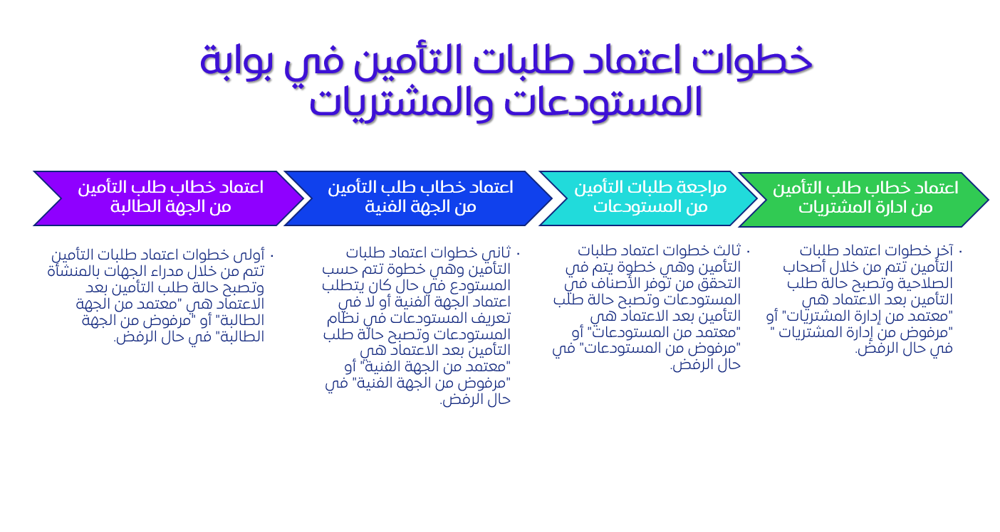 خطوات اعتماد طلبات التأمين في بوابة
المستودعات والمشتريات
اعتماد خطاب طلب التأمين
من الجهة الطالبة
· أولى خطوات اعتماد طلبات التأمين
تتم من خلال مدراء الجهات بالمنشأة
وتصبح حالة طلب التأمين بعد
الاعتماد هي "معتمد من الجهة
الطالبة" أو "مرفوض من الجهة
الطالبة" في حال الرفض.
اعتماد خطاب طلب التأمين
من الجهة الفنية
· ثاني خطوات اعتماد طلبات
التأمين وهي خطوة تتم حسب
المستودع في حال كان يتطلب
اعتماد الجهة الفنية أو لا في
تعريف المستودعات في نظام
المستودعات وتصبح حالة طلب
التأمين بعد الاعتماد هي
"معتمد من الجهة الفنية" أو
"مرفوض من الجهة الفنية" في
حال الرفض.
مراجعة طلبات التأمين
من المستودعات
· ثالث خطوات اعتماد طلبات
التأمين وهي خطوة يتم في
التحقق من توفر الأصناف في
المستودعات وتصبح حالة طلب
التأمين بعد الاعتماد هي
"معتمد من المستودعات" أو
"مرفوض من المستودعات" في
حال الرفض.
اعتماد خطاب طلب التأمين
من ادارة المشتريات
· آخر خطوات اعتماد طلبات
التأمين تتم من خلال أصحاب
الصلاحية وتصبح حالة طلب
التأمين بعد الاعتماد هي
"معتمد من إدارة المشتريات" أو
"مرفوض من إدارة المشتريات "
في حال الرفض.